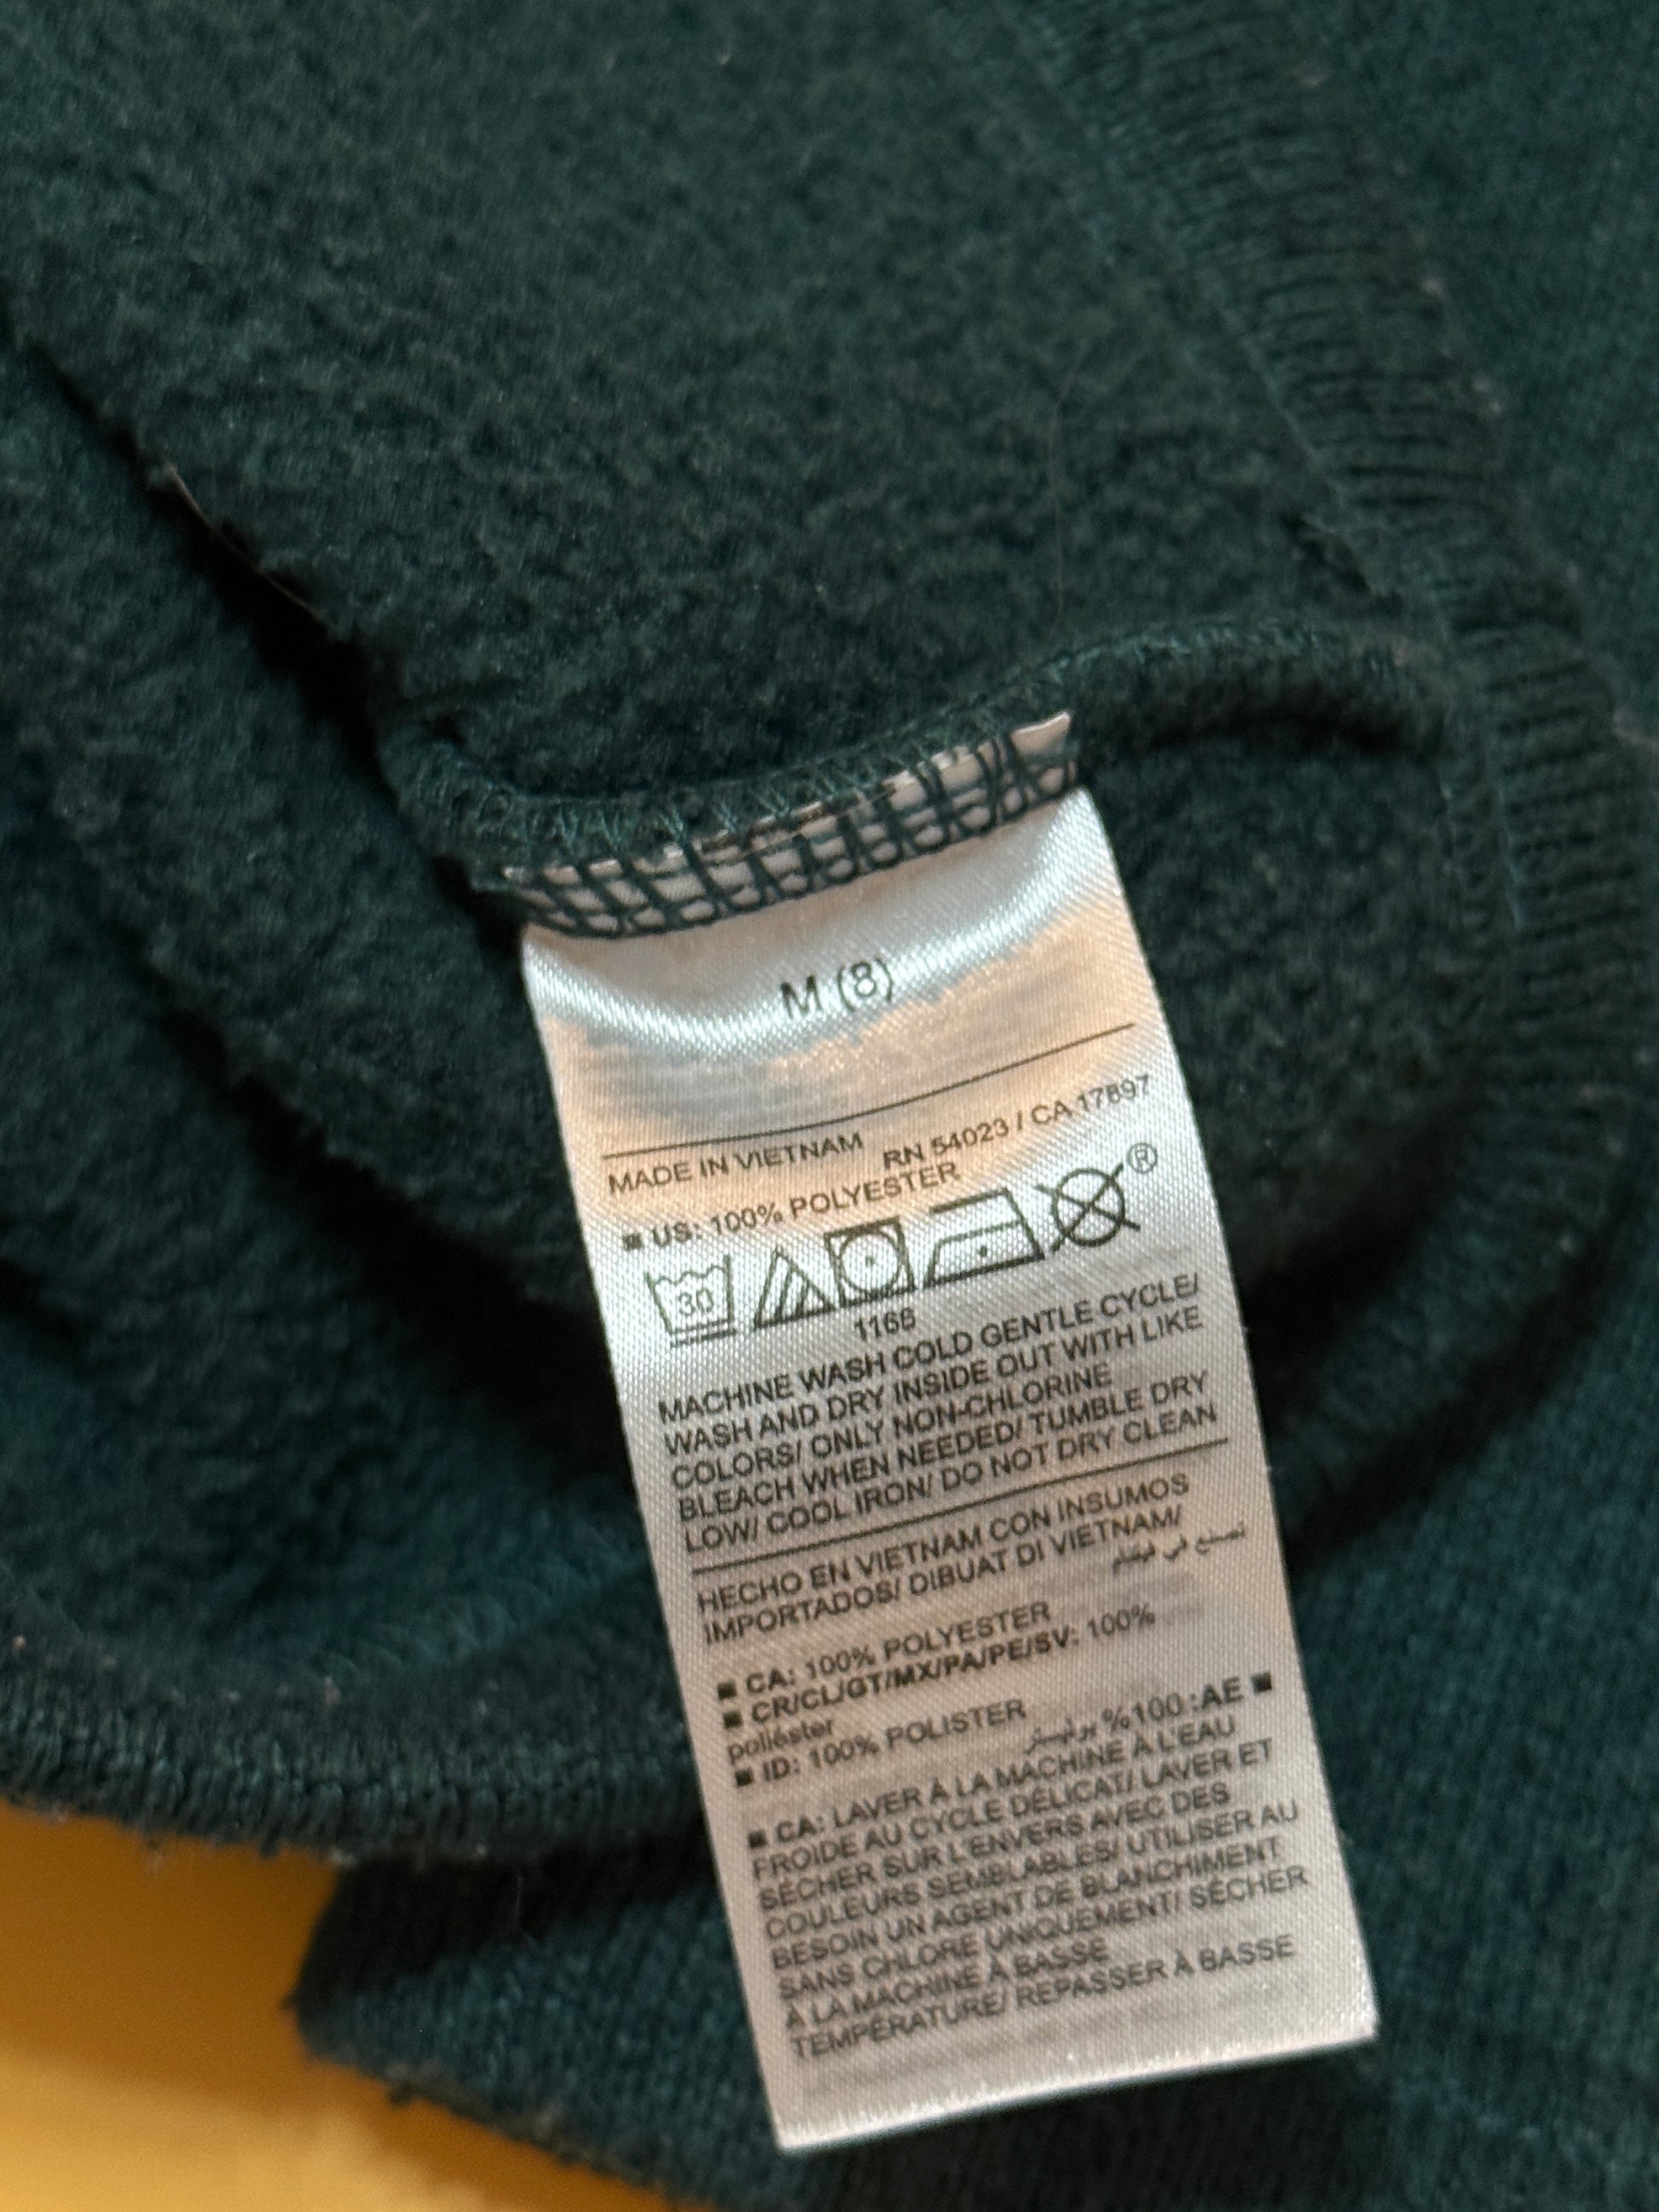 M (8)
MADE IN VIETNAM
RN 54023 / CA 17897
■ US: 100% POLYESTER
30
®
1166
MACHINE WASH COLD GENTLE CYCLE/
WASH AND DRY INSIDE OUT WITH LIKE
COLORS/ ONLY NON-CHLORINE
BLEACH WHEN NEEDED/ TUMBLE DRY
LOW/ COOL IRON/ DO NOT DRY CLEAN
HECHO EN VIETNAM CON INSUMOS
IMPORTADOS/ DIBUAT DI VIETNAM/
تصنع في فيتنام
■ CA: 100% POLYESTER
■ CR/CL/GT/MX/PA/PE/SV: 100%
poliéster
■ ID: 100% POLISTER
بوليستر %100 :AE ■
■ CA: LAVER À LA MACHINE À L'EAU
FROIDE AU CYCLE DÉLICAT/ LAVER ET
SÉCHER SUR L'ENVERS AVEC DES
COULEURS SEMBLABLES/ UTILISER AU
BESOIN UN AGENT DE BLANCHIMENT
SANS CHLORE UNIQUEMENT/ SÉCHER
À LA MACHINE À BASSE
TEMPÉRATURE/ REPASSER À BASSE